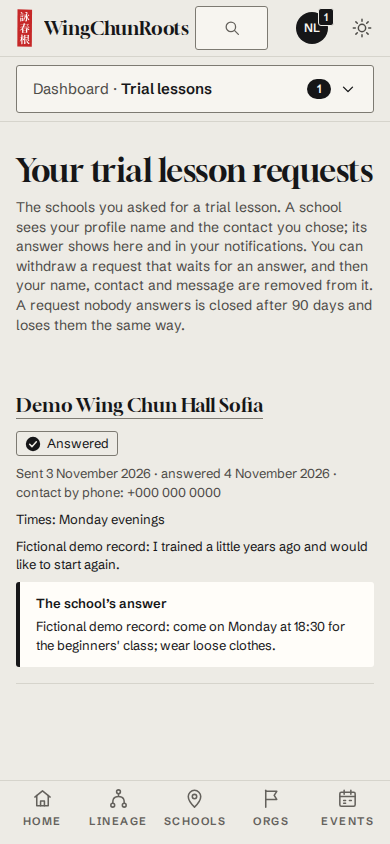 詠春根
WingChunRoots
NL
1
Dashboard · Trial lessons
1
Your trial lesson requests
The schools you asked for a trial lesson. A school
sees your profile name and the contact you chose; its
answer shows here and in your notifications. You can
withdraw a request that waits for an answer, and then
your name, contact and message are removed from it.
A request nobody answers is closed after 90 days and
loses them the same way.
Demo Wing Chun Hall Sofia
Answered
Sent 3 November 2026 · answered 4 November 2026 ·
contact by phone: +000 000 0000
Times: Monday evenings
Fictional demo record: I trained a little years ago and would
like to start again.
The school’s answer
Fictional demo record: come on Monday at 18:30 for
the beginners' class; wear loose clothes.
HOME
LINEAGE
SCHOOLS
ORGS
EVENTS